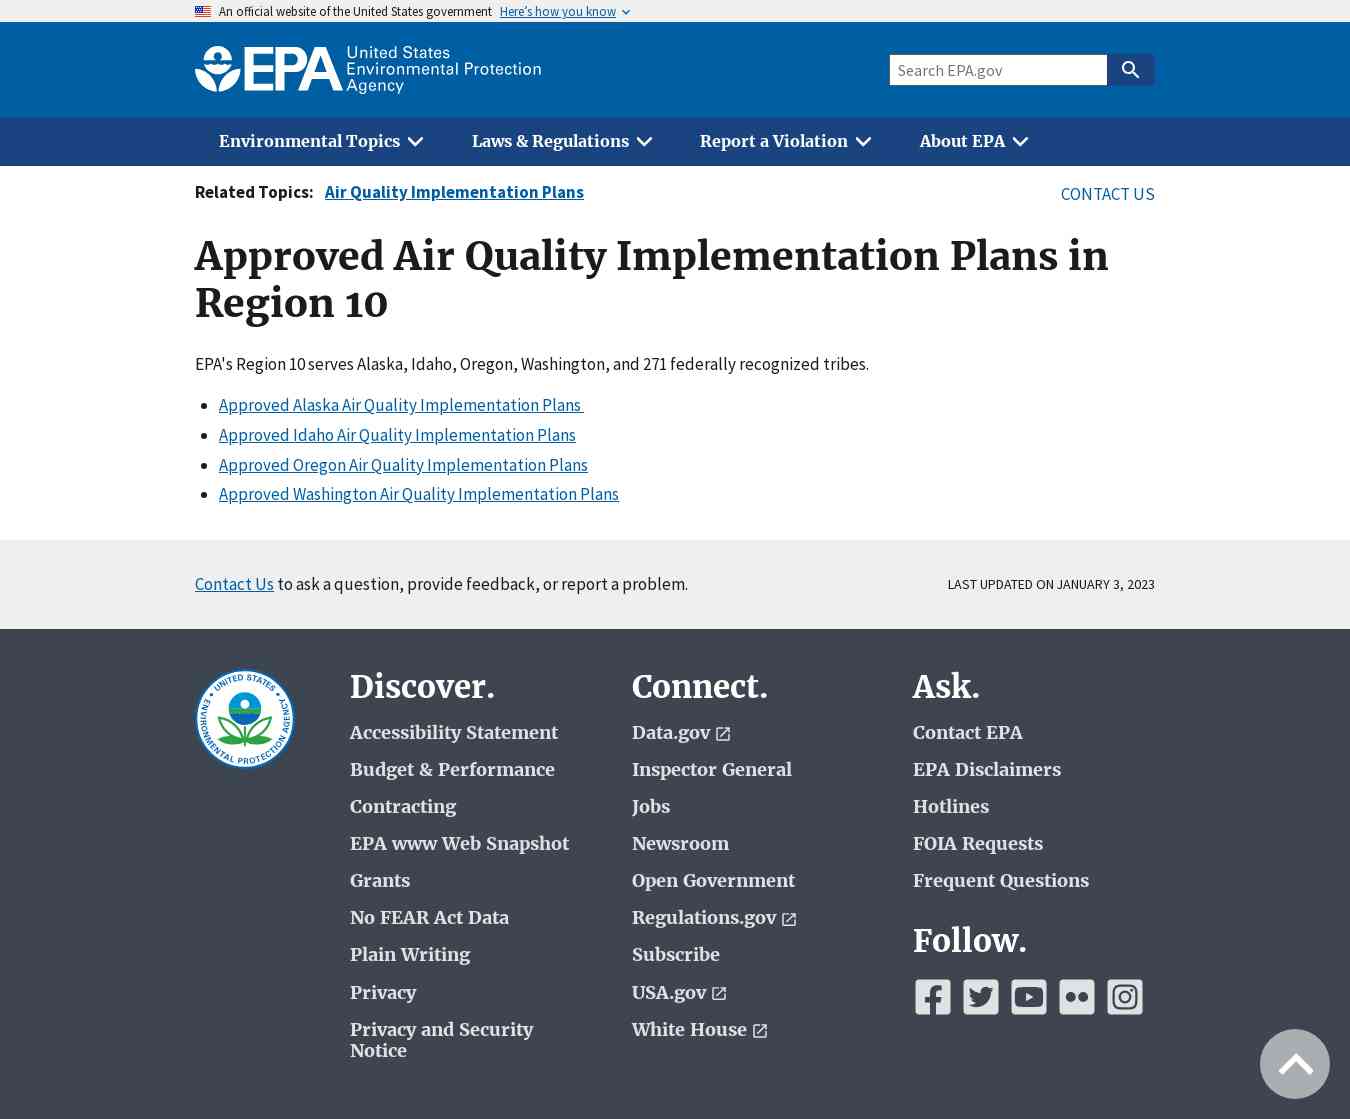 An official website of the United States government Here's how you know
EPA United States
Environmental Protection
Agency
Search EPA.gov
Environmental Topics Laws & Regulations Report a Violation About EPA
Related Topics: Air Quality Implementation Plans
CONTACT US
Approved Air Quality Implementation Plans in
Region 10
EPA's Region 10 serves Alaska, Idaho, Oregon, Washington, and 271 federally recognized tribes.
• Approved Alaska Air Quality Implementation Plans
• Approved Idaho Air Quality Implementation Plans
• Approved Oregon Air Quality Implementation Plans
• Approved Washington Air Quality Implementation Plans
Contact Us to ask a question, provide feedback, or report a problem.
LAST UPDATED ON JANUARY 3, 2023
UNITED STATES
ENVIRONMENTAL PROTECTION AGENCY
Discover.
Accessibility Statement
Budget & Performance
Contracting
EPA www Web Snapshot
Grants
No FEAR Act Data
Plain Writing
Privacy
Privacy and Security
Notice
Connect.
Data.gov
Inspector General
Jobs
Newsroom
Open Government
Regulations.gov
Subscribe
USA.gov
White House
Ask.
Contact EPA
EPA Disclaimers
Hotlines
FOIA Requests
Frequent Questions
Follow.